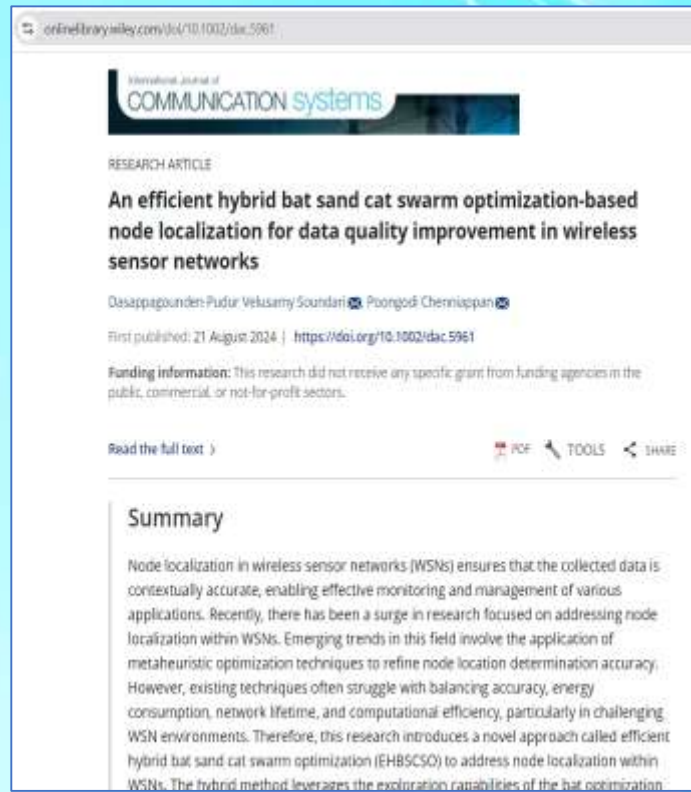 onlinelibrary.wiley.com/doi/10.1002/dac.5961
International Journal of
COMMUNICATION systems
RESEARCH ARTICLE
An efficient hybrid bat sand cat swarm optimization-based
node localization for data quality improvement in wireless
sensor networks
Dasappagounden Pudur Velusamy Soundari, Poongodi Chenniappan
First published: 21 August 2024 | https://doi.org/10.1002/dac.5961
Funding information: This research did not receive any specific grant from funding agencies in the
public, commercial, or not-for-profit sectors.
Read the full text > PDF TOOLS SHARE
Summary
Node localization in wireless sensor networks (WSNs) ensures that the collected data is
contextually accurate, enabling effective monitoring and management of various
applications. Recently, there has been a surge in research focused on addressing node
localization within WSNs. Emerging trends in this field involve the application of
metaheuristic optimization techniques to refine node location determination accuracy.
However, existing techniques often struggle with balancing accuracy, energy
consumption, network lifetime, and computational efficiency, particularly in challenging
WSN environments. Therefore, this research introduces a novel approach called efficient
hybrid bat sand cat swarm optimization (EHBSCSO) to address node localization within
WSNs. The hybrid method leverages the exploration capabilities of the bat optimization